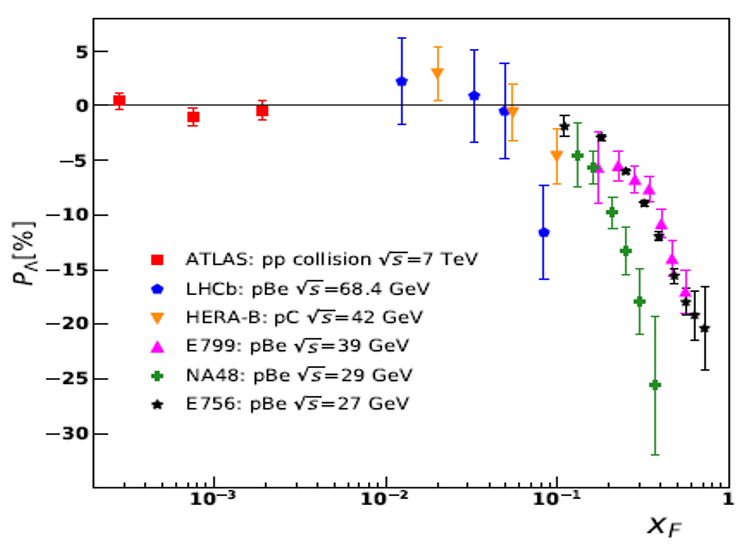 5
0
−5
−10
−15
−20
−25
−30
P_Λ[%]
ATLAS: pp collision √s=7 TeV
LHCb: pBe √s=68.4 GeV
HERA-B: pC √s=42 GeV
E799: pBe √s=39 GeV
NA48: pBe √s=29 GeV
E756: pBe √s=27 GeV
10⁻³ 10⁻² 10⁻¹ 1
x_F